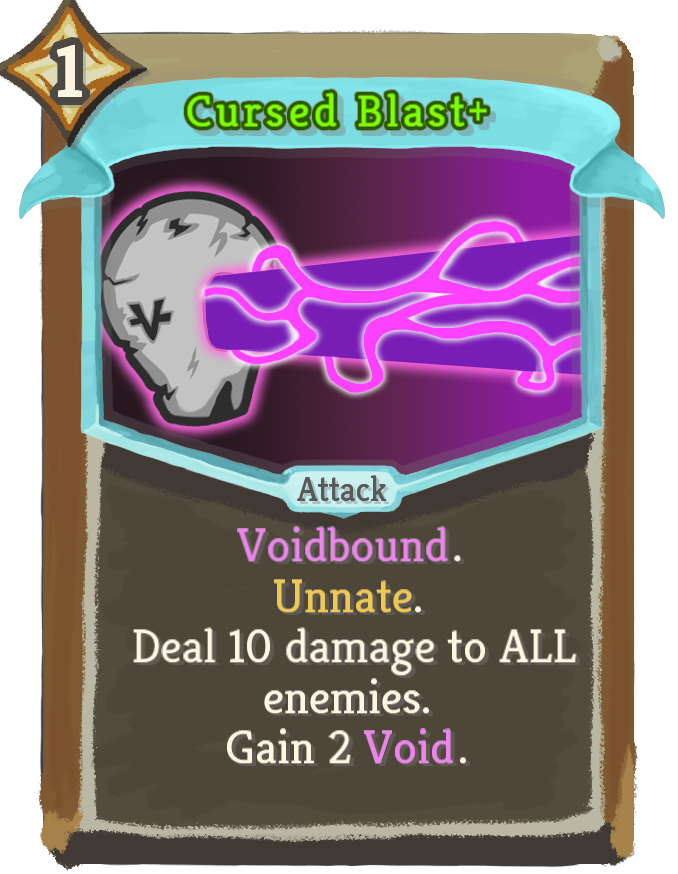 1
Cursed Blast+
V
Attack
Voidbound.
Unnate.
Deal 10 damage to ALL
enemies.
Gain 2 Void.